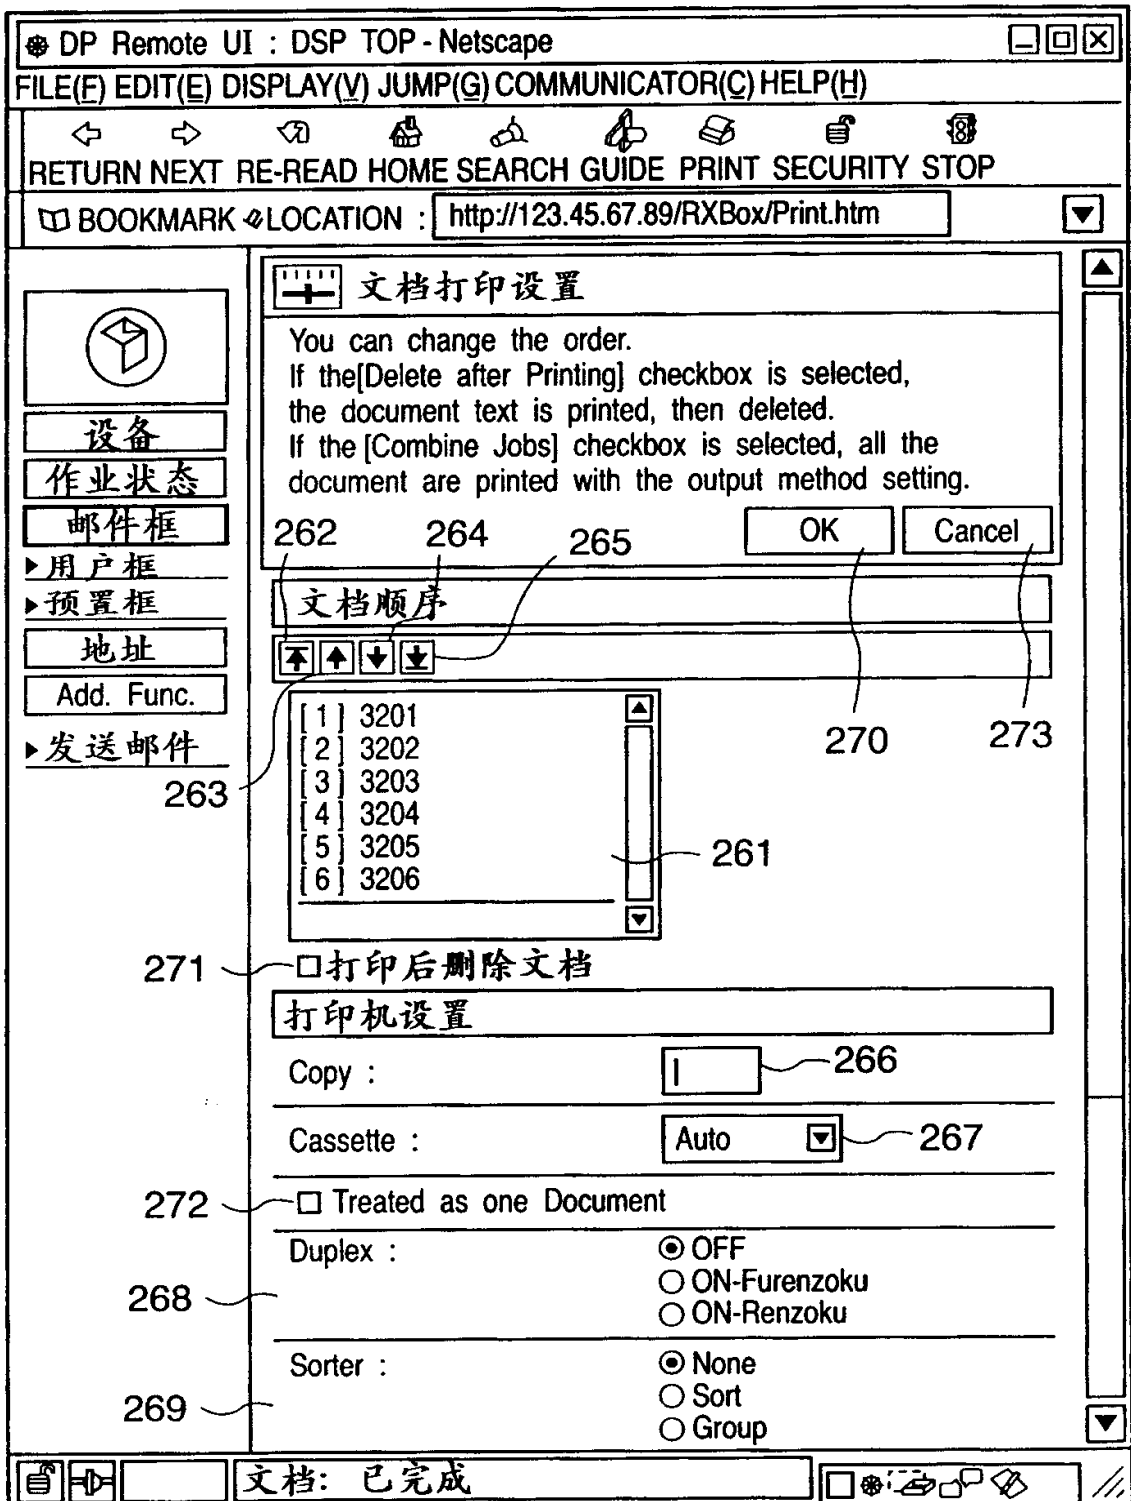 DP Remote UI : DSP TOP - Netscape
FILE(F) EDIT(E) DISPLAY(V) JUMP(G) COMMUNICATOR(C) HELP(H)
RETURN NEXT RE-READ HOME SEARCH GUIDE PRINT SECURITY STOP
BOOKMARK LOCATION : http://123.45.67.89/RXBox/Print.htm
文档打印设置
You can change the order.
If the[Delete after Printing] checkbox is selected,
the document text is printed, then deleted.
If the [Combine Jobs] checkbox is selected, all the
document are printed with the output method setting.
OK Cancel
设备
作业状态
邮件框
用户框
预置框
地址
Add. Func.
发送邮件
262 264 265
文档顺序
270 273
263
[1] 3201
[2] 3202
[3] 3203
[4] 3204
[5] 3205
[6] 3206
261
271 打印后删除文档
打印机设置
Copy : 266
Cassette : Auto 267
272 Treated as one Document
Duplex : OFF
ON-Furenzoku
268
ON-Renzoku
Sorter : None
Sort
269
Group
文档: 已完成